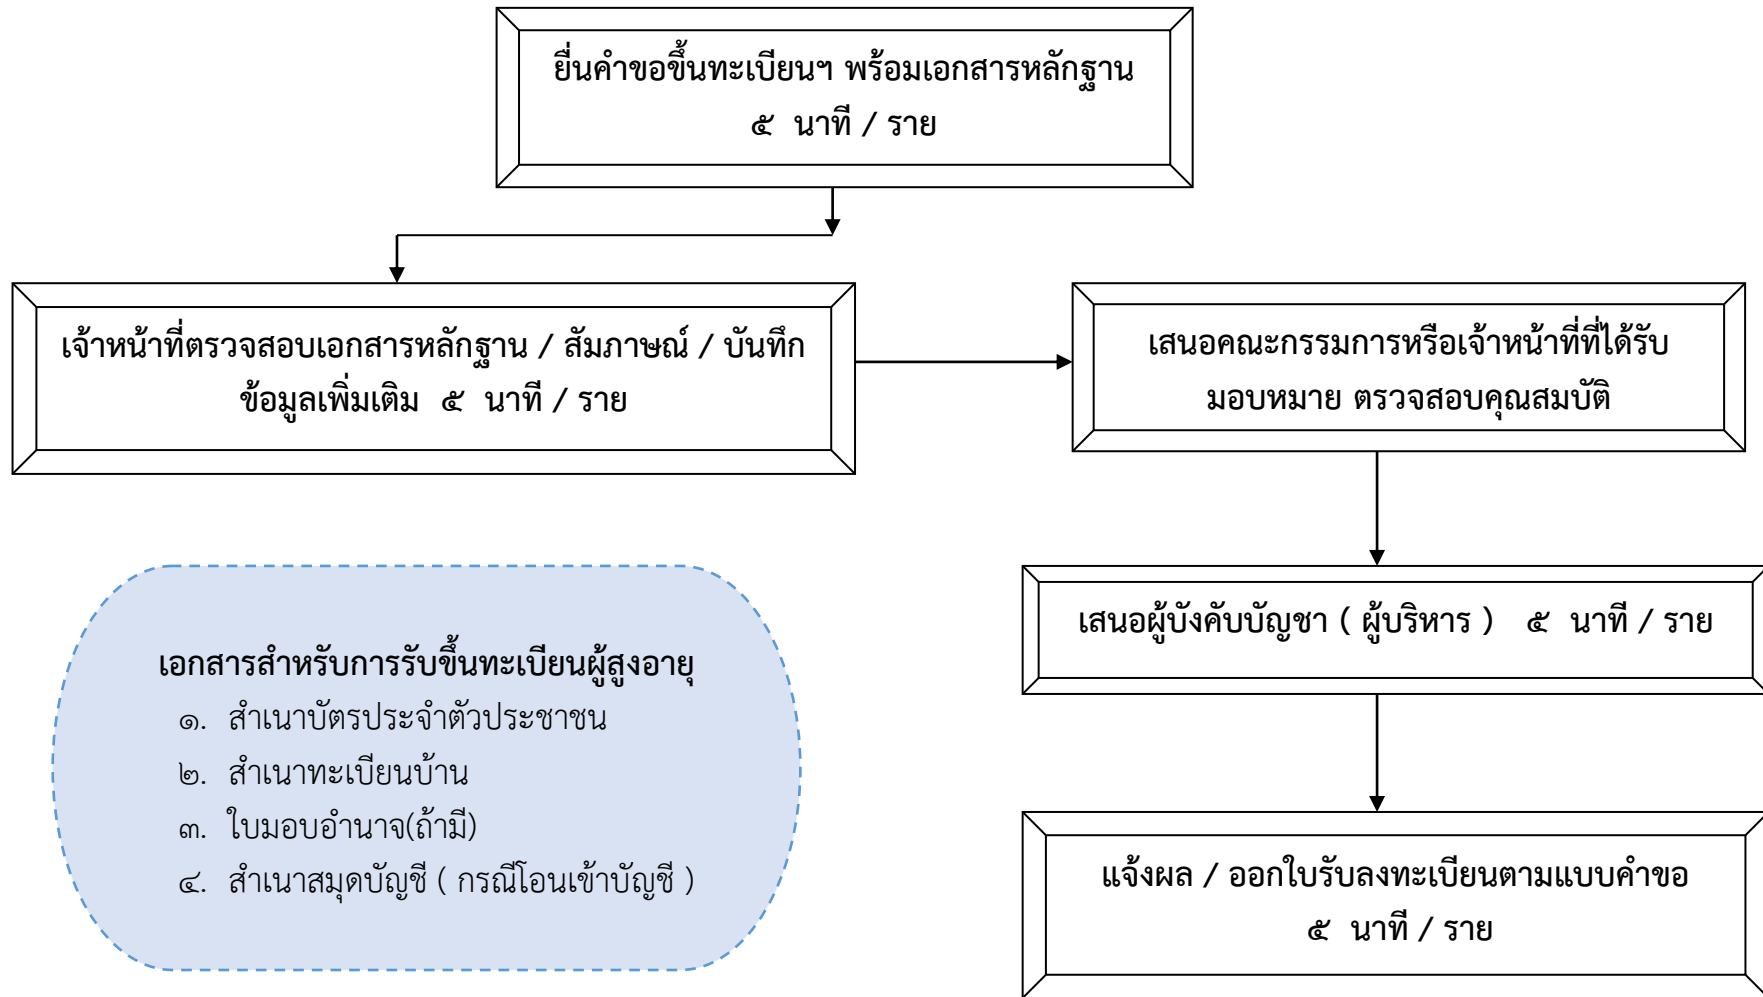 ยื่นคำขอขึ้นทะเบียนฯ พร้อมเอกสารหลักฐาน
๕ นาที / ราย
เจ้าหน้าที่ตรวจสอบเอกสารหลักฐาน / สัมภาษณ์ / บันทึก
ข้อมูลเพิ่มเติม ๕ นาที / ราย
เสนอคณะกรรมการหรือเจ้าหน้าที่ที่ได้รับ
มอบหมาย ตรวจสอบคุณสมบัติ
เสนอผู้บังคับบัญชา ( ผู้บริหาร ) ๕ นาที / ราย
แจ้งผล / ออกใบรับลงทะเบียนตามแบบคำขอ
๕ นาที / ราย
เอกสารสำหรับการรับขึ้นทะเบียนผู้สูงอายุ
๑. สำเนาบัตรประจำตัวประชาชน
๒. สำเนาทะเบียนบ้าน
๓. ใบมอบอำนาจ(ถ้ามี)
๔. สำเนาสมุดบัญชี ( กรณีโอนเข้าบัญชี )